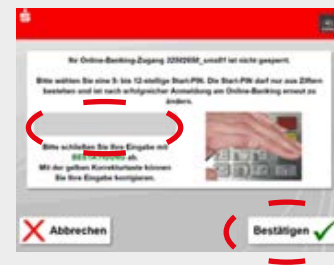 Ihr Online-Banking-Zugang 32502650_small1 ist nicht gesperrt.
Bitte wählen Sie eine 5- bis 12-stellige Start-PIN. Die Start-PIN darf nur aus Ziffern
bestehen und ist nach erfolgreicher Anmeldung am Online-Banking erneut zu
ändern.
Bitte schließen Sie Ihre Eingabe mit
BESTÄTIGUNG ab.
Mit der gelben Korrekturtaste können
Sie Ihre Eingabe korrigieren.
Abbrechen
Bestätigen